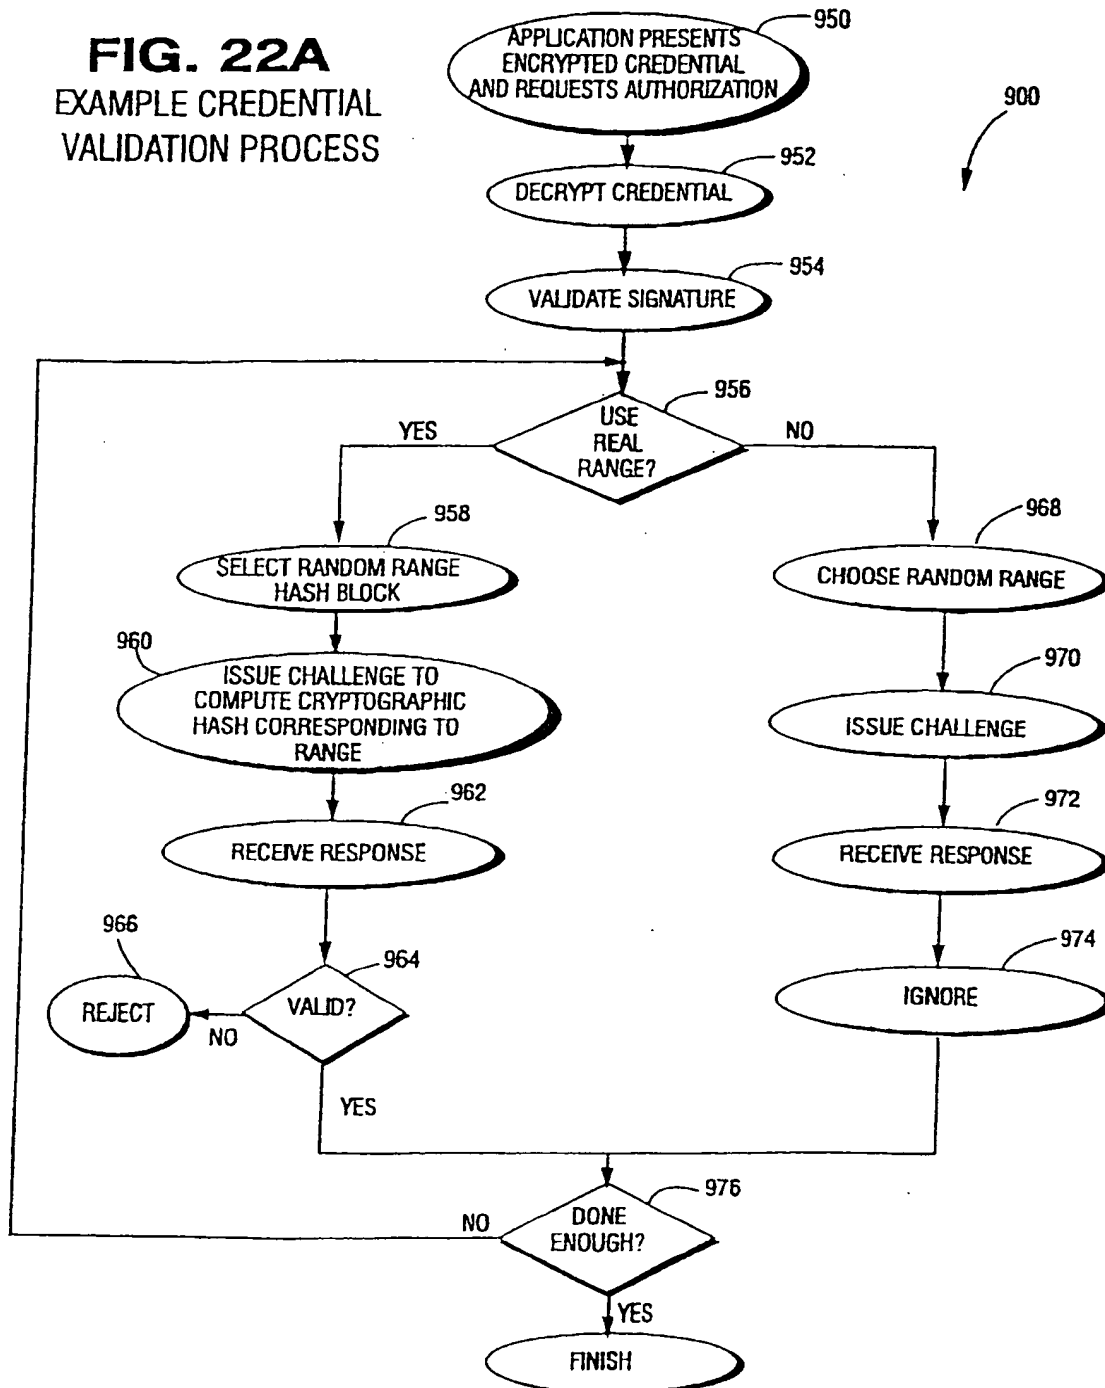 FIG. 22A
EXAMPLE CREDENTIAL
VALIDATION PROCESS
950
APPLICATION PRESENTS
ENCRYPTED CREDENTIAL
AND REQUESTS AUTHORIZATION
900
952
DECRYPT CREDENTIAL
954
VALIDATE SIGNATURE
956
USE
REAL
RANGE?
YES
NO
958
SELECT RANDOM RANGE
HASH BLOCK
968
CHOOSE RANDOM RANGE
960
ISSUE CHALLENGE TO
COMPUTE CRYPTOGRAPHIC
HASH CORRESPONDING TO
RANGE
970
ISSUE CHALLENGE
962
RECEIVE RESPONSE
972
RECEIVE RESPONSE
966
REJECT
964
VALID?
NO
YES
974
IGNORE
976
DONE
ENOUGH?
NO
YES
FINISH